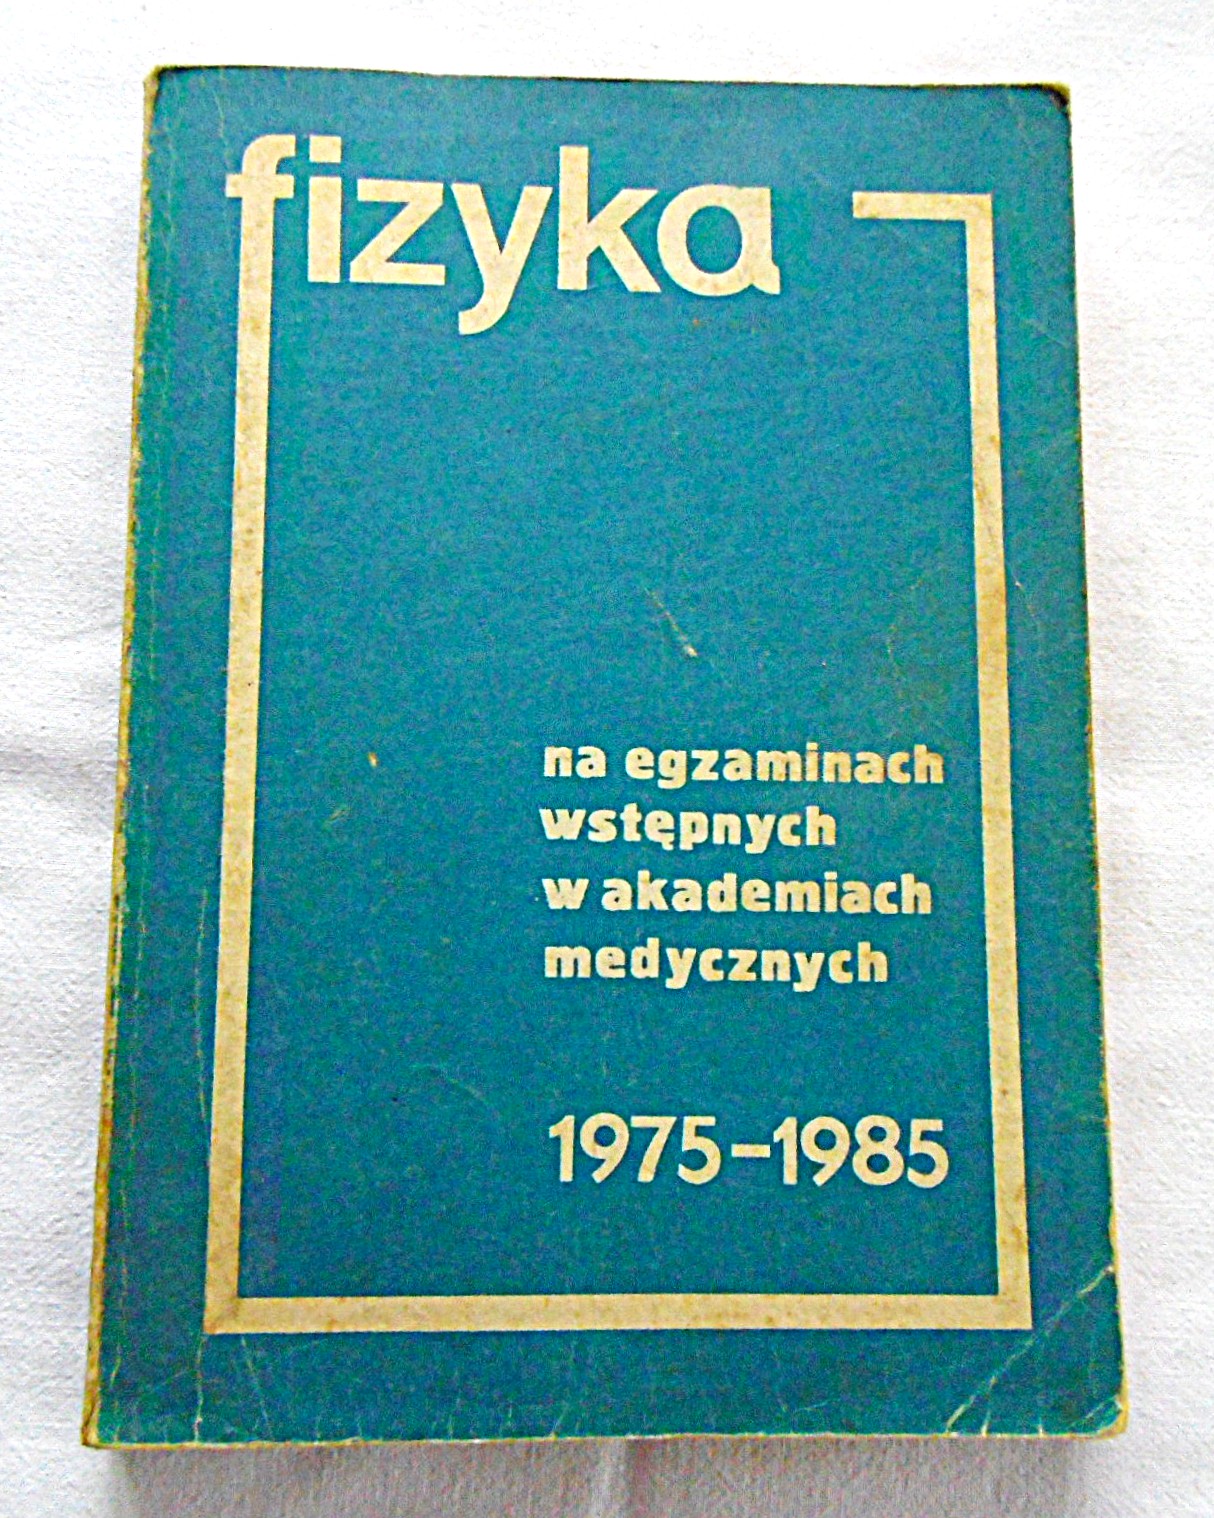 fizyka
na egzaminach
wstępnych
w akademiach
medycznych
1975-1985